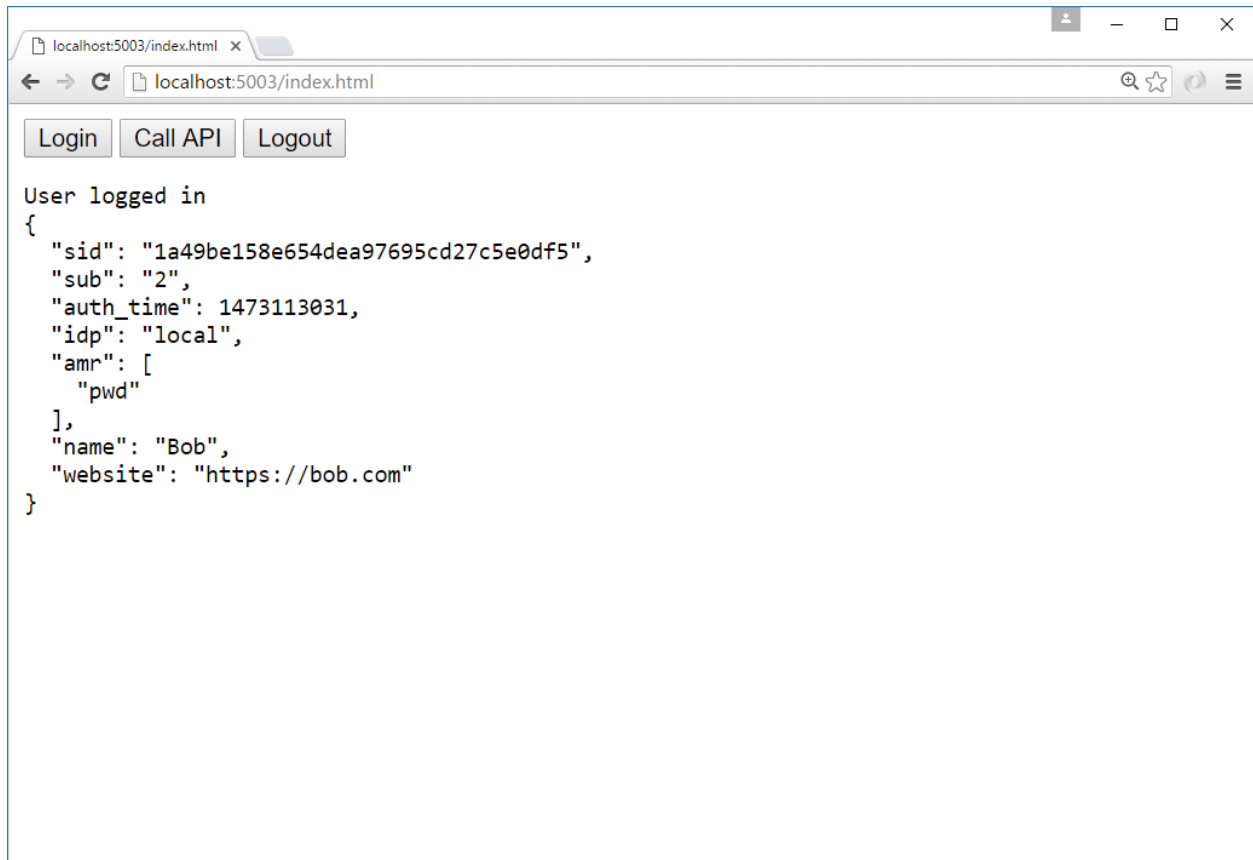 localhost:5003/index.html
localhost:5003/index.html
Login Call API Logout
User logged in
{
  "sid": "1a49be158e654dea97695cd27c5e0df5",
  "sub": "2",
  "auth_time": 1473113031,
  "idp": "local",
  "amr": [
    "pwd"
  ],
  "name": "Bob",
  "website": "https://bob.com"
}